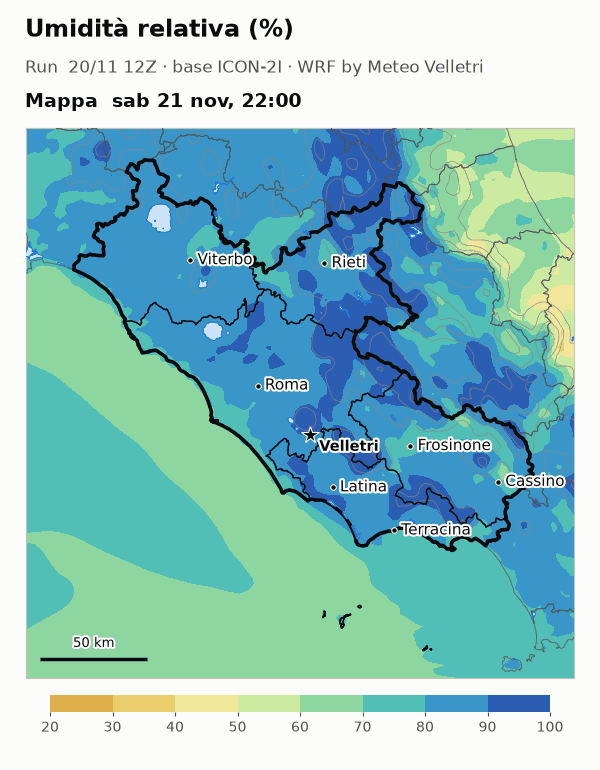 Umidità relativa (%)
Run  20/11 12Z · base ICON-2I · WRF by Meteo Velletri
Mappa  sab 21 nov, 22:00
Viterbo
Rieti
Roma
Velletri
Frosinone
Cassino
Latina
Terracina
50 km
20 30 40 50 60 70 80 90 100